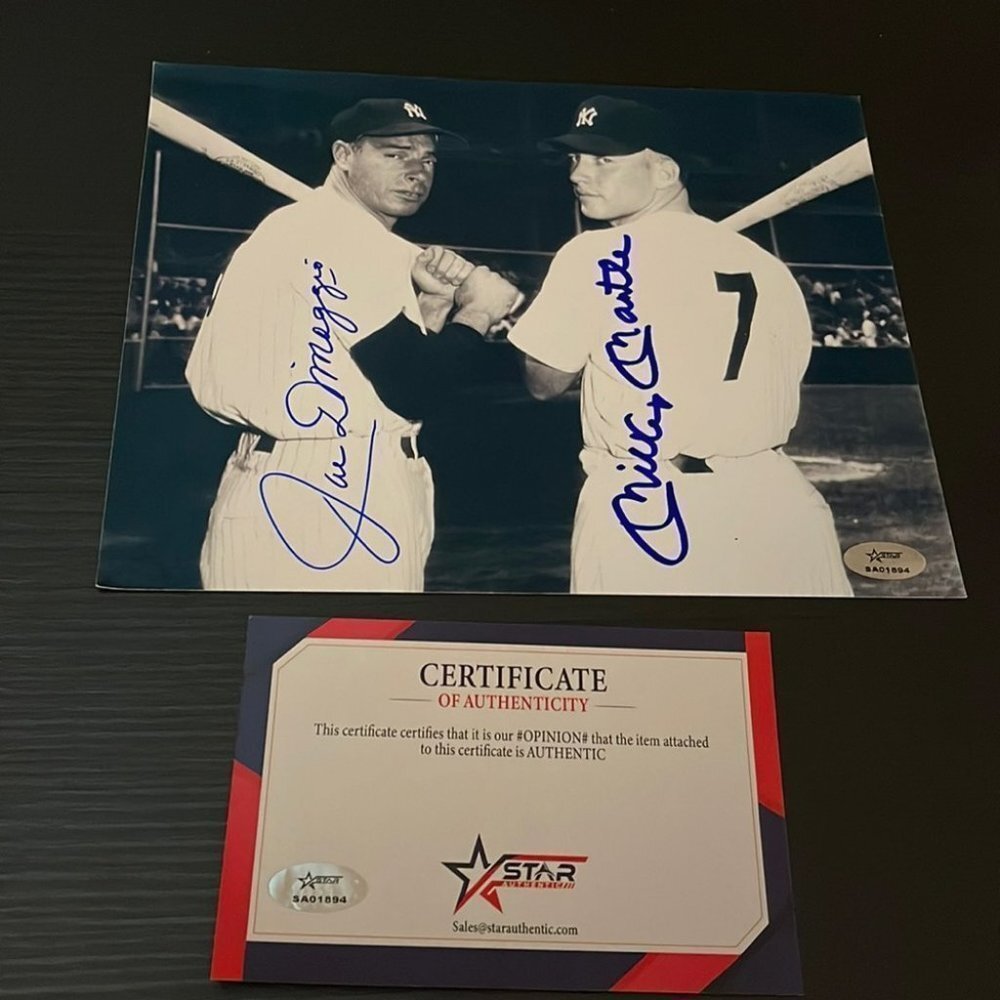 NY
NY
Joe DiMaggio
Mickey Mantle
7
STAR
SA01894
CERTIFICATE
OF AUTHENTICITY
This certificate certifies that it is our #OPINION# that the item attached
to this certificate is AUTHENTIC
STAR
SA01894
STAR
AUTHENTIC///
Sales@starauthentic.com